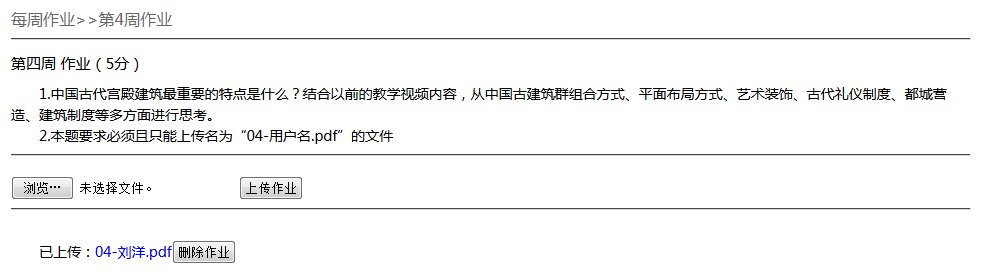 每周作业>>第4周作业
第四周 作业（5分）
1.中国古代宫殿建筑最重要的特点是什么？结合以前的教学视频内容，从中国古建筑群组合方式、平面布局方式、艺术装饰、古代礼仪制度、都城营
造、建筑制度等多方面进行思考。
2.本题要求必须且只能上传名为“04-用户名.pdf”的文件
浏览… 未选择文件。 上传作业
已上传：04-刘洋.pdf 删除作业